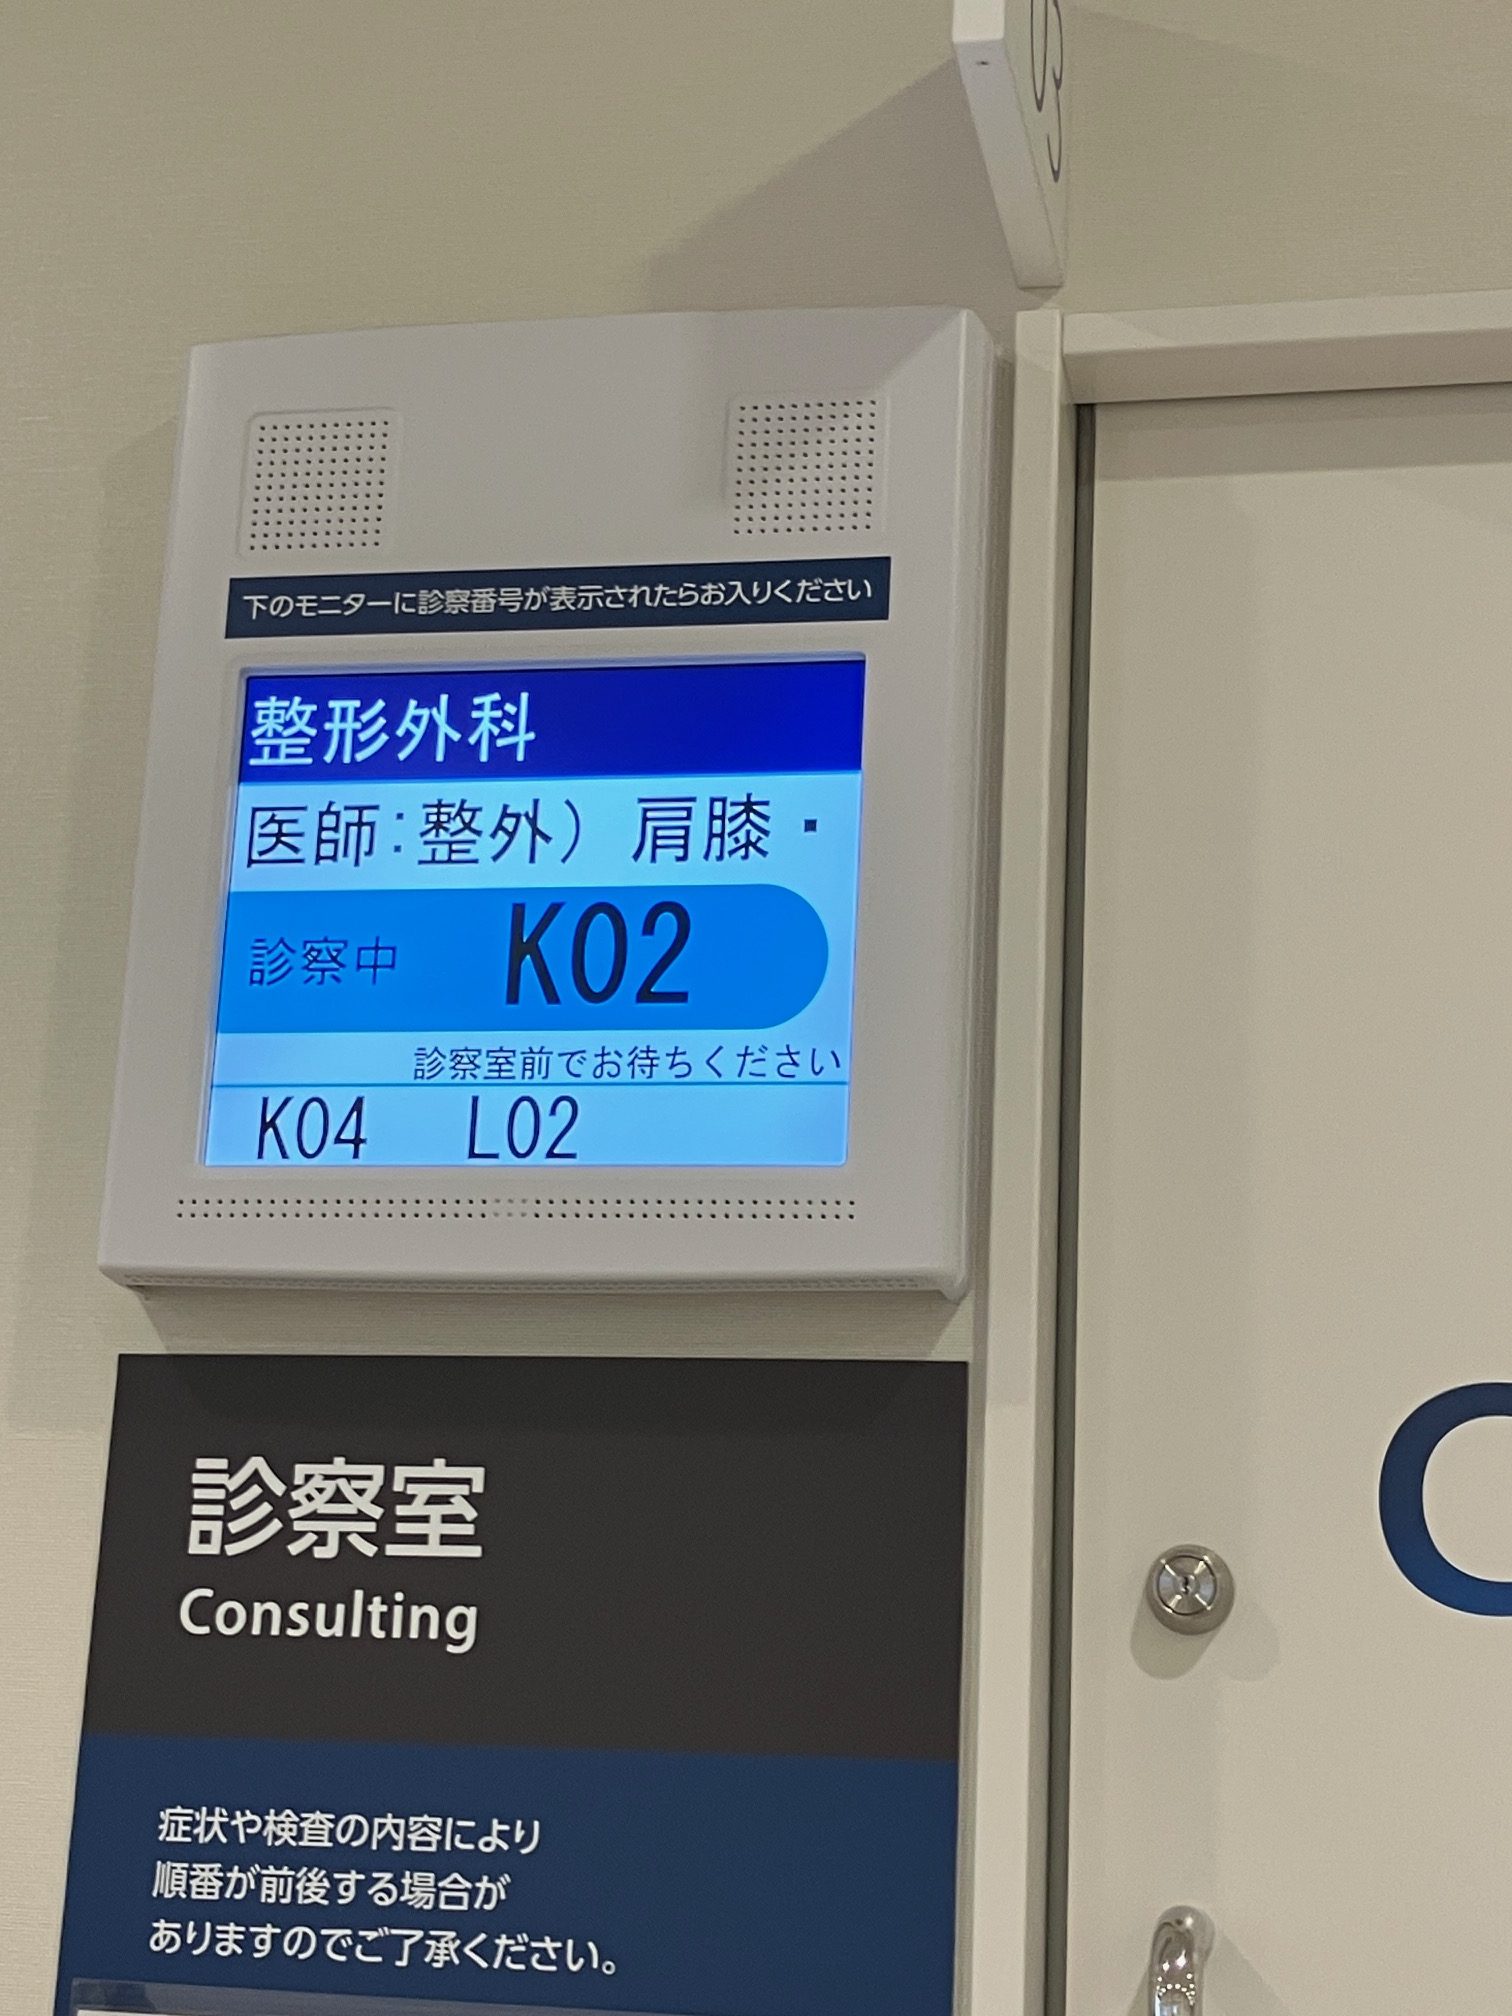 03
下のモニターに診察番号が表示されたらお入りください
整形外科
医師:整外）肩膝・
診察中 K02
診察室前でお待ちください
K04 L02
診察室
Consulting
症状や検査の内容により
順番が前後する場合が
ありますのでご了承ください。